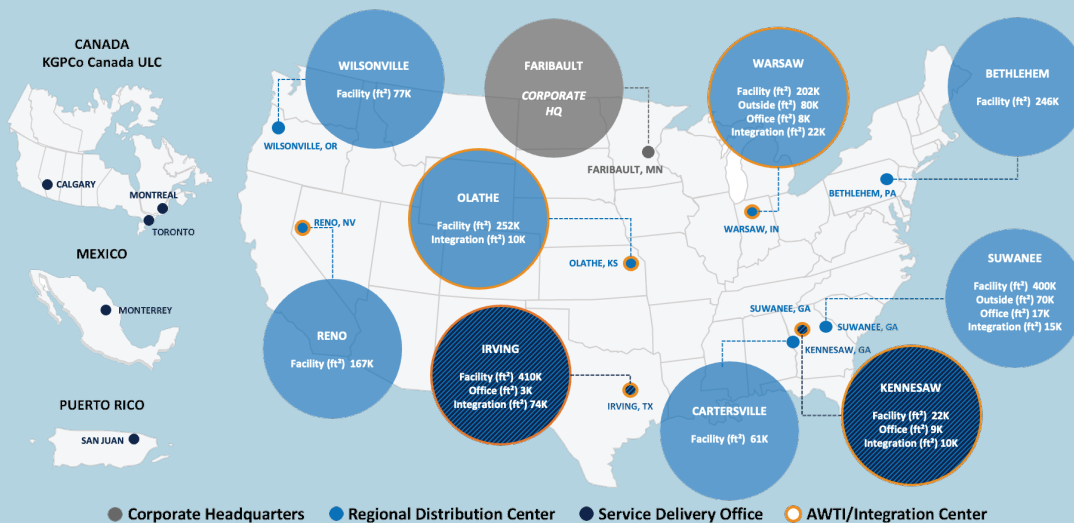 CANADA
KGPCo Canada ULC
CALGARY
MONTREAL
TORONTO
MEXICO
MONTERREY
PUERTO RICO
SAN JUAN
WILSONVILLE
Facility (ft²) 77K
WILSONVILLE, OR
FARIBAULT
CORPORATE
HQ
FARIBAULT, MN
WARSAW
Facility (ft²) 202K
Outside (ft²) 80K
Office (ft²) 8K
Integration (ft²) 22K
WARSAW, IN
BETHLEHEM
Facility (ft²) 246K
BETHLEHEM, PA
OLATHE
Facility (ft²) 252K
Integration (ft²) 10K
OLATHE, KS
RENO, NV
RENO
Facility (ft²) 167K
IRVING
Facility (ft²) 410K
Office (ft²) 3K
Integration (ft²) 74K
IRVING, TX
SUWANEE
Facility (ft²) 400K
Outside (ft²) 70K
Office (ft²) 17K
Integration (ft²) 15K
SUWANEE, GA
SUWANEE, GA
KENNESAW, GA
CARTERSVILLE
Facility (ft²) 61K
KENNESAW
Facility (ft²) 22K
Office (ft²) 9K
Integration (ft²) 10K
Corporate Headquarters
Regional Distribution Center
Service Delivery Office
AWTI/Integration Center